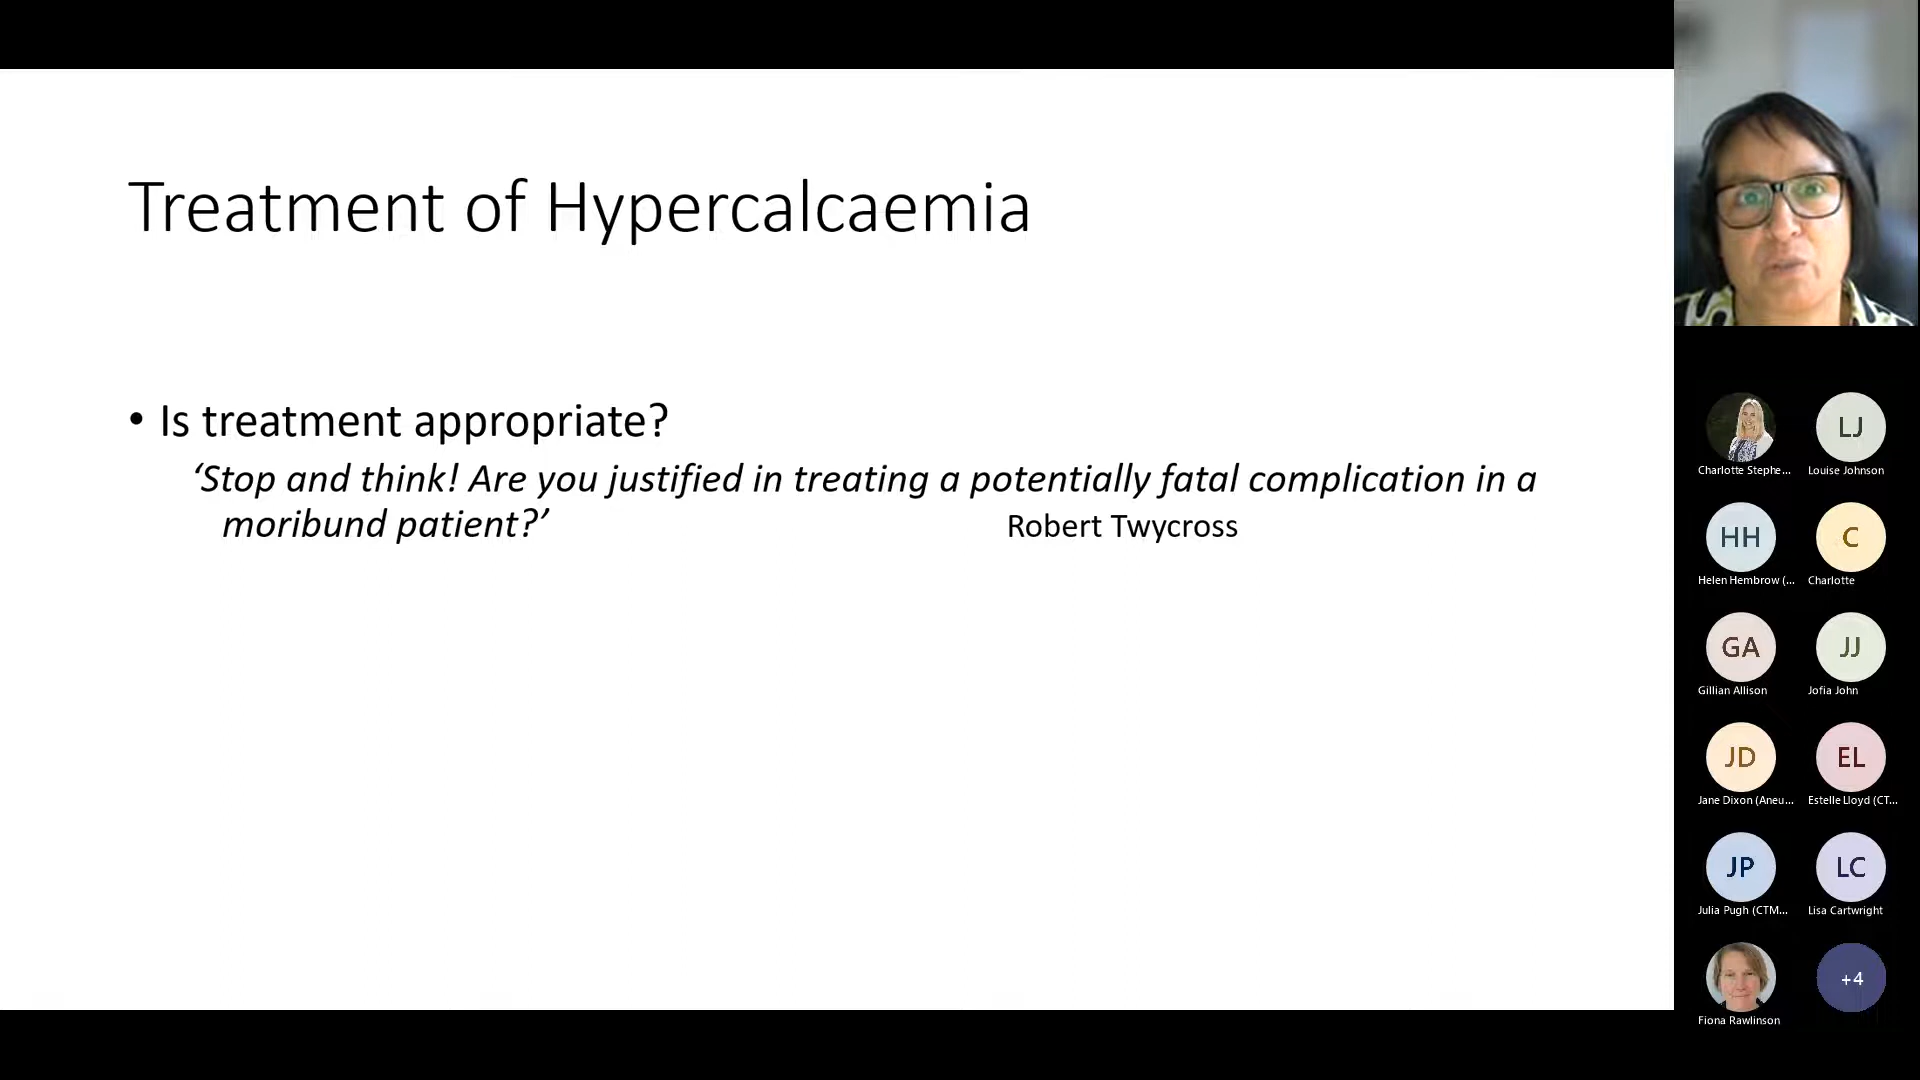 Treatment of Hypercalcaemia
• Is treatment appropriate?
‘Stop and think! Are you justified in treating a potentially fatal complication in a
moribund patient?’ Robert Twycross
LJ
Charlotte Stephe... Louise Johnson
HH C
Helen Hembrow (... Charlotte
GA JJ
Gillian Allison Jofia John
JD EL
Jane Dixon (Aneu... Estelle Lloyd (CT...
JP LC
Julia Pugh (CTM... Lisa Cartwright
+4
Fiona Rawlinson